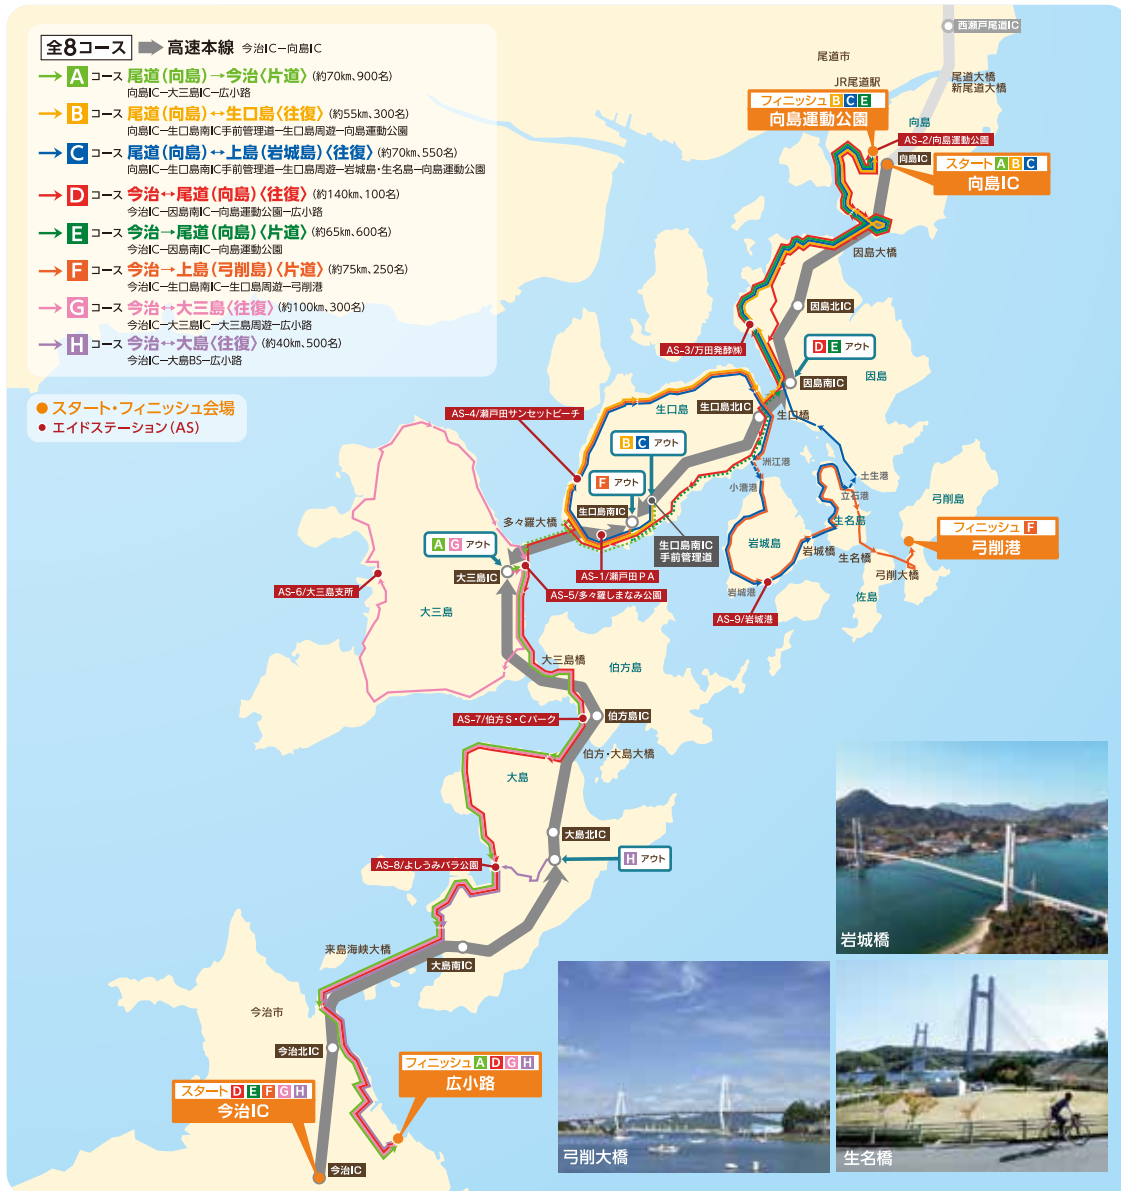 全8コース 高速本線 今治IC−向島IC
A コース 尾道(向島)→今治〈片道〉(約70km、900名)
向島IC−大三島IC−広小路
B コース 尾道(向島)↔生口島〈往復〉(約55km、300名)
向島IC−生口島南IC手前管理道−生口島周遊−向島運動公園
C コース 尾道(向島)↔上島(岩城島)〈往復〉(約70km、550名)
向島IC−生口島南IC手前管理道−生口島周遊−岩城島・生名島−向島運動公園
D コース 今治↔尾道(向島)〈往復〉(約140km、100名)
今治IC−因島南IC−向島運動公園−広小路
E コース 今治→尾道(向島)〈片道〉(約65km、600名)
今治IC−因島南IC−向島運動公園
F コース 今治→上島(弓削島)〈片道〉(約75km、250名)
今治IC−生口島南IC−生口島周遊−弓削港
G コース 今治↔大三島〈往復〉(約100km、300名)
今治IC−大三島IC−大三島周遊−広小路
H コース 今治↔大島〈往復〉(約40km、500名)
今治IC−大島BS−広小路
スタート・フィニッシュ会場
エイドステーション(AS)
西瀬戸尾道IC
尾道市
JR尾道駅
尾道大橋
新尾道大橋
フィニッシュ B C E
向島運動公園
向島
AS-2/向島運動公園
向島IC
スタート A B C
向島IC
因島大橋
因島北IC
AS-3/万田発酵㈱
D E アウト
因島南IC
因島
生口島
生口島北IC
生口橋
AS-4/瀬戸田サンセットビーチ
B C アウト
F アウト
生口島南IC
洲江港
小漕港
土生港
立石港
生名島
弓削島
フィニッシュ F
弓削港
多々羅大橋
生口島南IC
手前管理道
岩城島
岩城橋
生名橋
弓削大橋
佐島
岩城港
AS-9/岩城港
A G アウト
大三島IC
AS-1/瀬戸田PA
AS-5/多々羅しまなみ公園
AS-6/大三島支所
大三島
大三島橋
伯方島
AS-7/伯方S・Cパーク
伯方島IC
伯方・大島大橋
大島
大島北IC
AS-8/よしうみバラ公園
H アウト
来島海峡大橋
大島南IC
今治市
今治北IC
フィニッシュ A D G H
広小路
スタート D E F G H
今治IC
今治IC
岩城橋
弓削大橋
生名橋